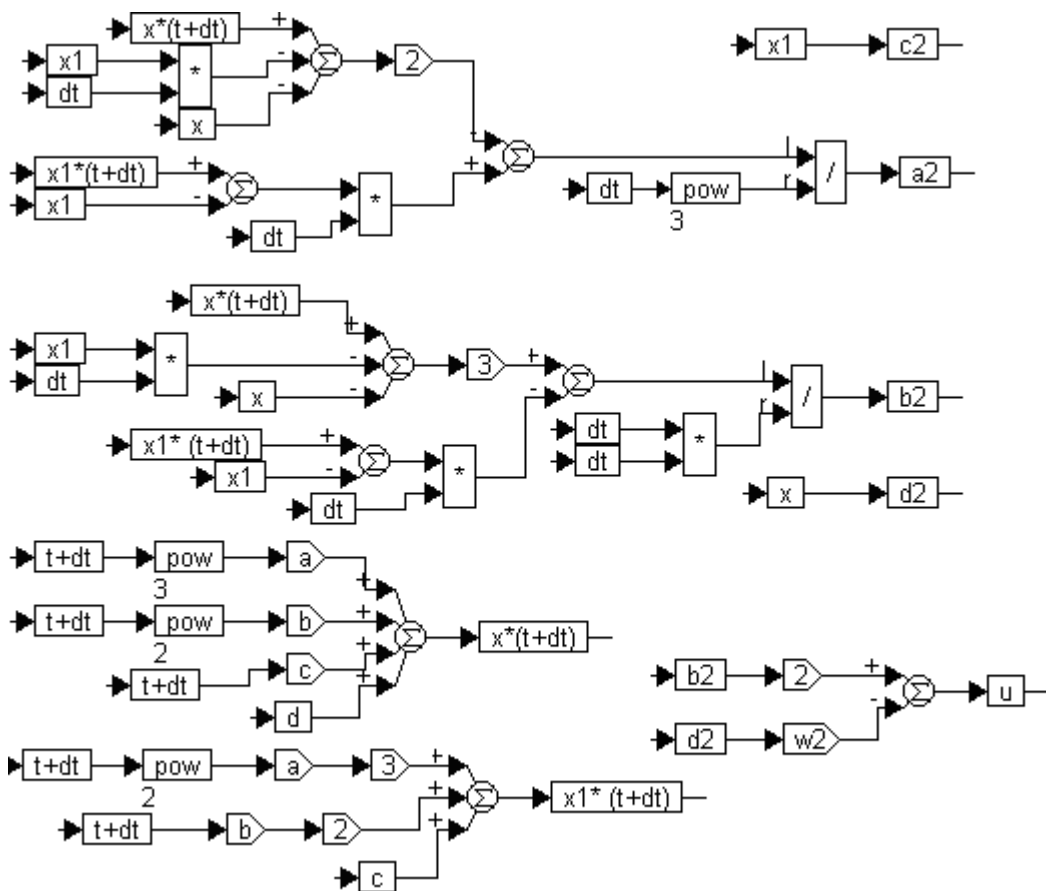 x*(t+dt) + x1 c2
x1 - Σ 2
dt * -
x - l
x1*(t+dt) + Σ * + Σ dt pow r / a2
x1 - 3
dt
x*(t+dt)
x1 * + - Σ 3 + Σ l
dt - - r / b2
x dt
x1* (t+dt) + Σ * dt *
x1 - x d2
dt
t+dt pow a +
3
t+dt pow b + Σ x*(t+dt)
2 c + b2 2 +
t+dt + Σ u
d -
d2 w2
t+dt pow a 3 +
2 + Σ x1* (t+dt)
t+dt b 2 +
c